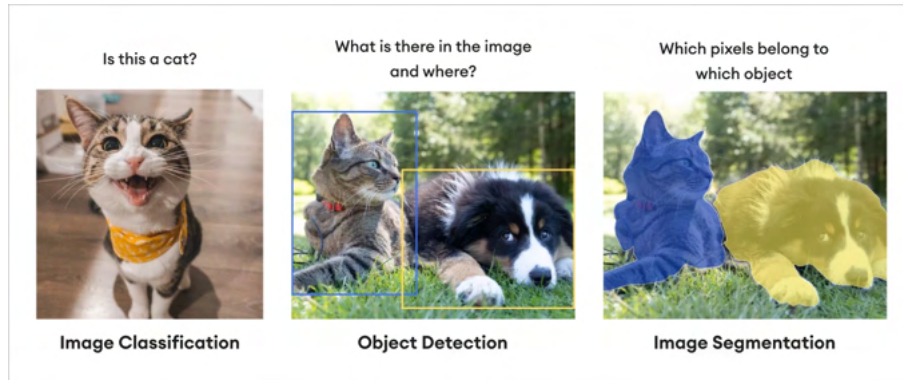 Is this a cat?
What is there in the image
and where?
Which pixels belong to
which object
Image Classification
Object Detection
Image Segmentation